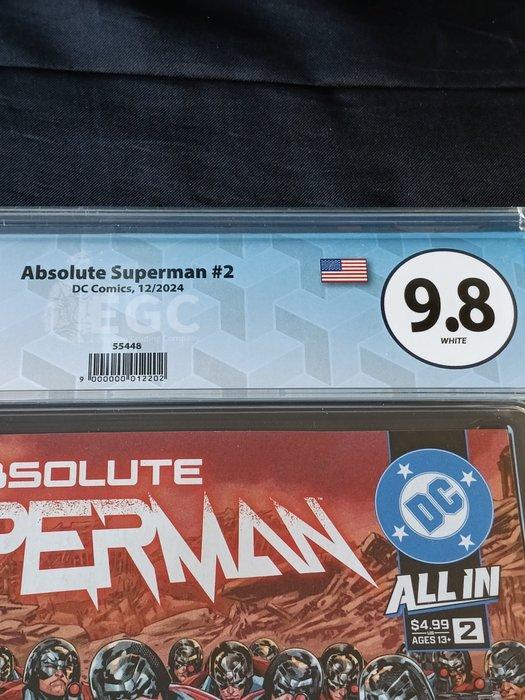 Absolute Superman #2
DC Comics, 12/2024
EGC
55448
9 000000 012202
9.8
WHITE
BSOLUTE
PERMAN
DC
ALL IN
$4.99
US
AGES 13+
2